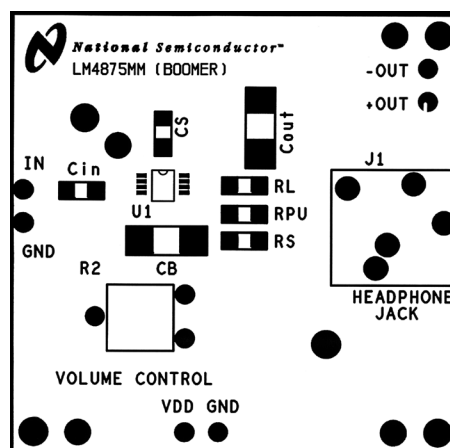 National Semiconductor™
LM4875MM (BOOMER)
-OUT
+OUT
CS
Cout
J1
IN
Cin
RL
U1
RPU
GND
RS
R2
CB
HEADPHONE
JACK
VOLUME CONTROL
VDD GND